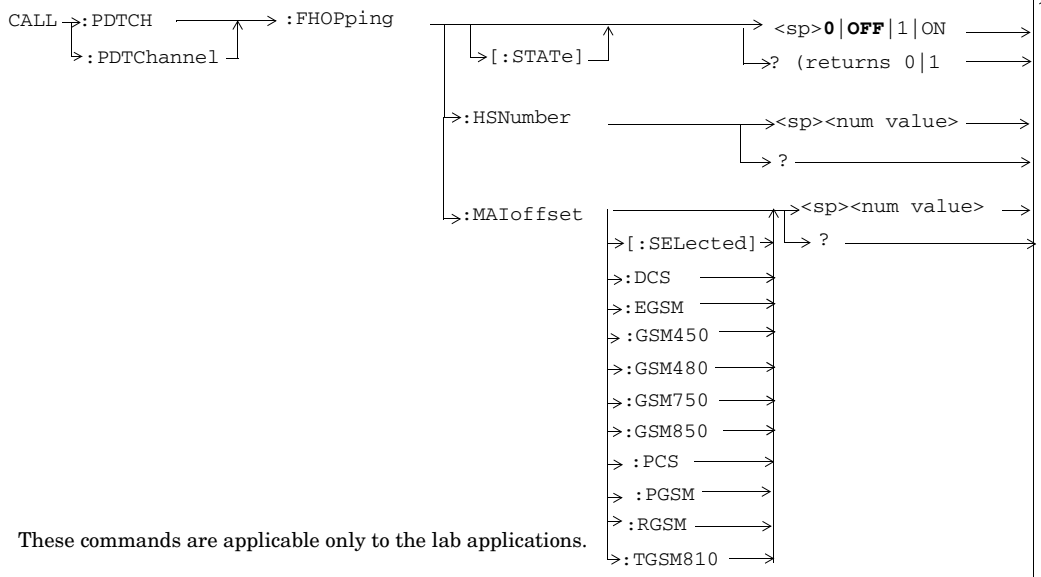 CALL :PDTCH :FHOPping <sp>0|OFF|1|ON
:PDTChannel [:STATe] ? (returns 0|1
:HSNumber <sp><num value>
?
:MAIoffset <sp><num value>
[:SELected] ?
:DCS
:EGSM
:GSM450
:GSM480
:GSM750
:GSM850
:PCS
:PGSM
:RGSM
These commands are applicable only to the lab applications.
:TGSM810